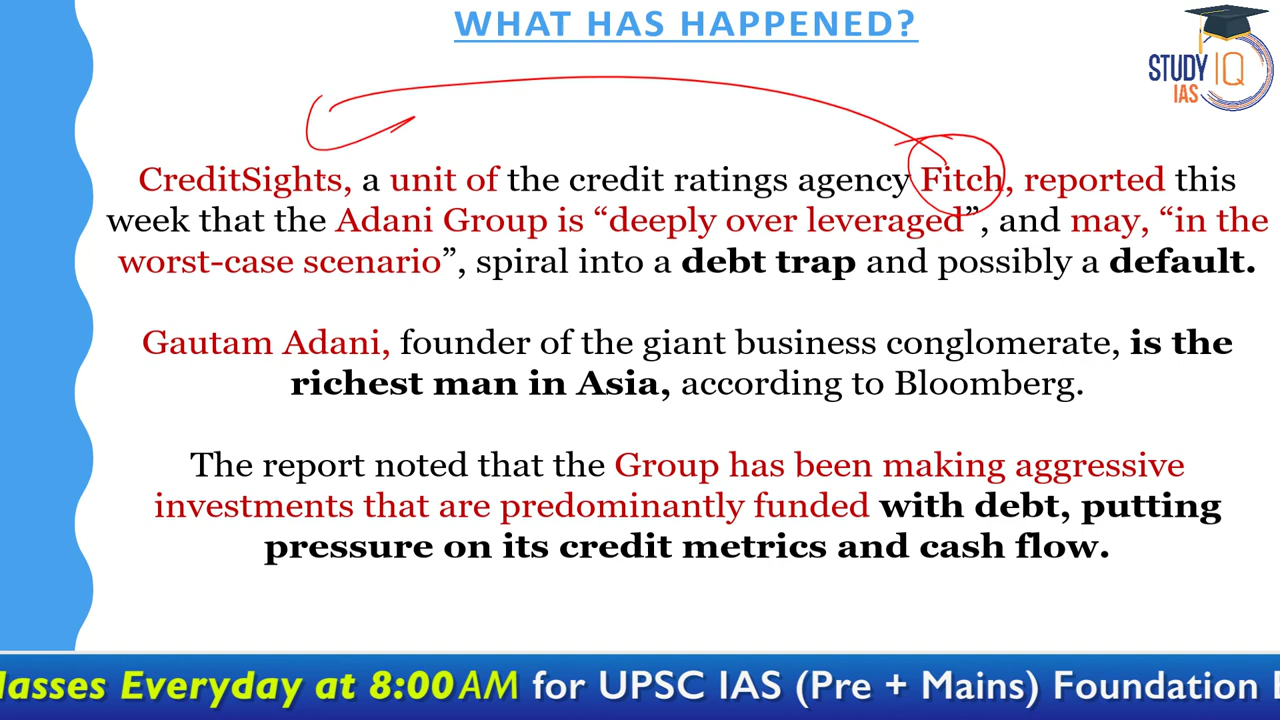 WHAT HAS HAPPENED?
STUDY IQ
IAS
CreditSights, a unit of the credit ratings agency Fitch, reported this
week that the Adani Group is “deeply over leveraged”, and may, “in the
worst-case scenario”, spiral into a debt trap and possibly a default.
Gautam Adani, founder of the giant business conglomerate, is the
richest man in Asia, according to Bloomberg.
The report noted that the Group has been making aggressive
investments that are predominantly funded with debt, putting
pressure on its credit metrics and cash flow.
lasses Everyday at 8:00 AM for UPSC IAS (Pre + Mains) Foundation